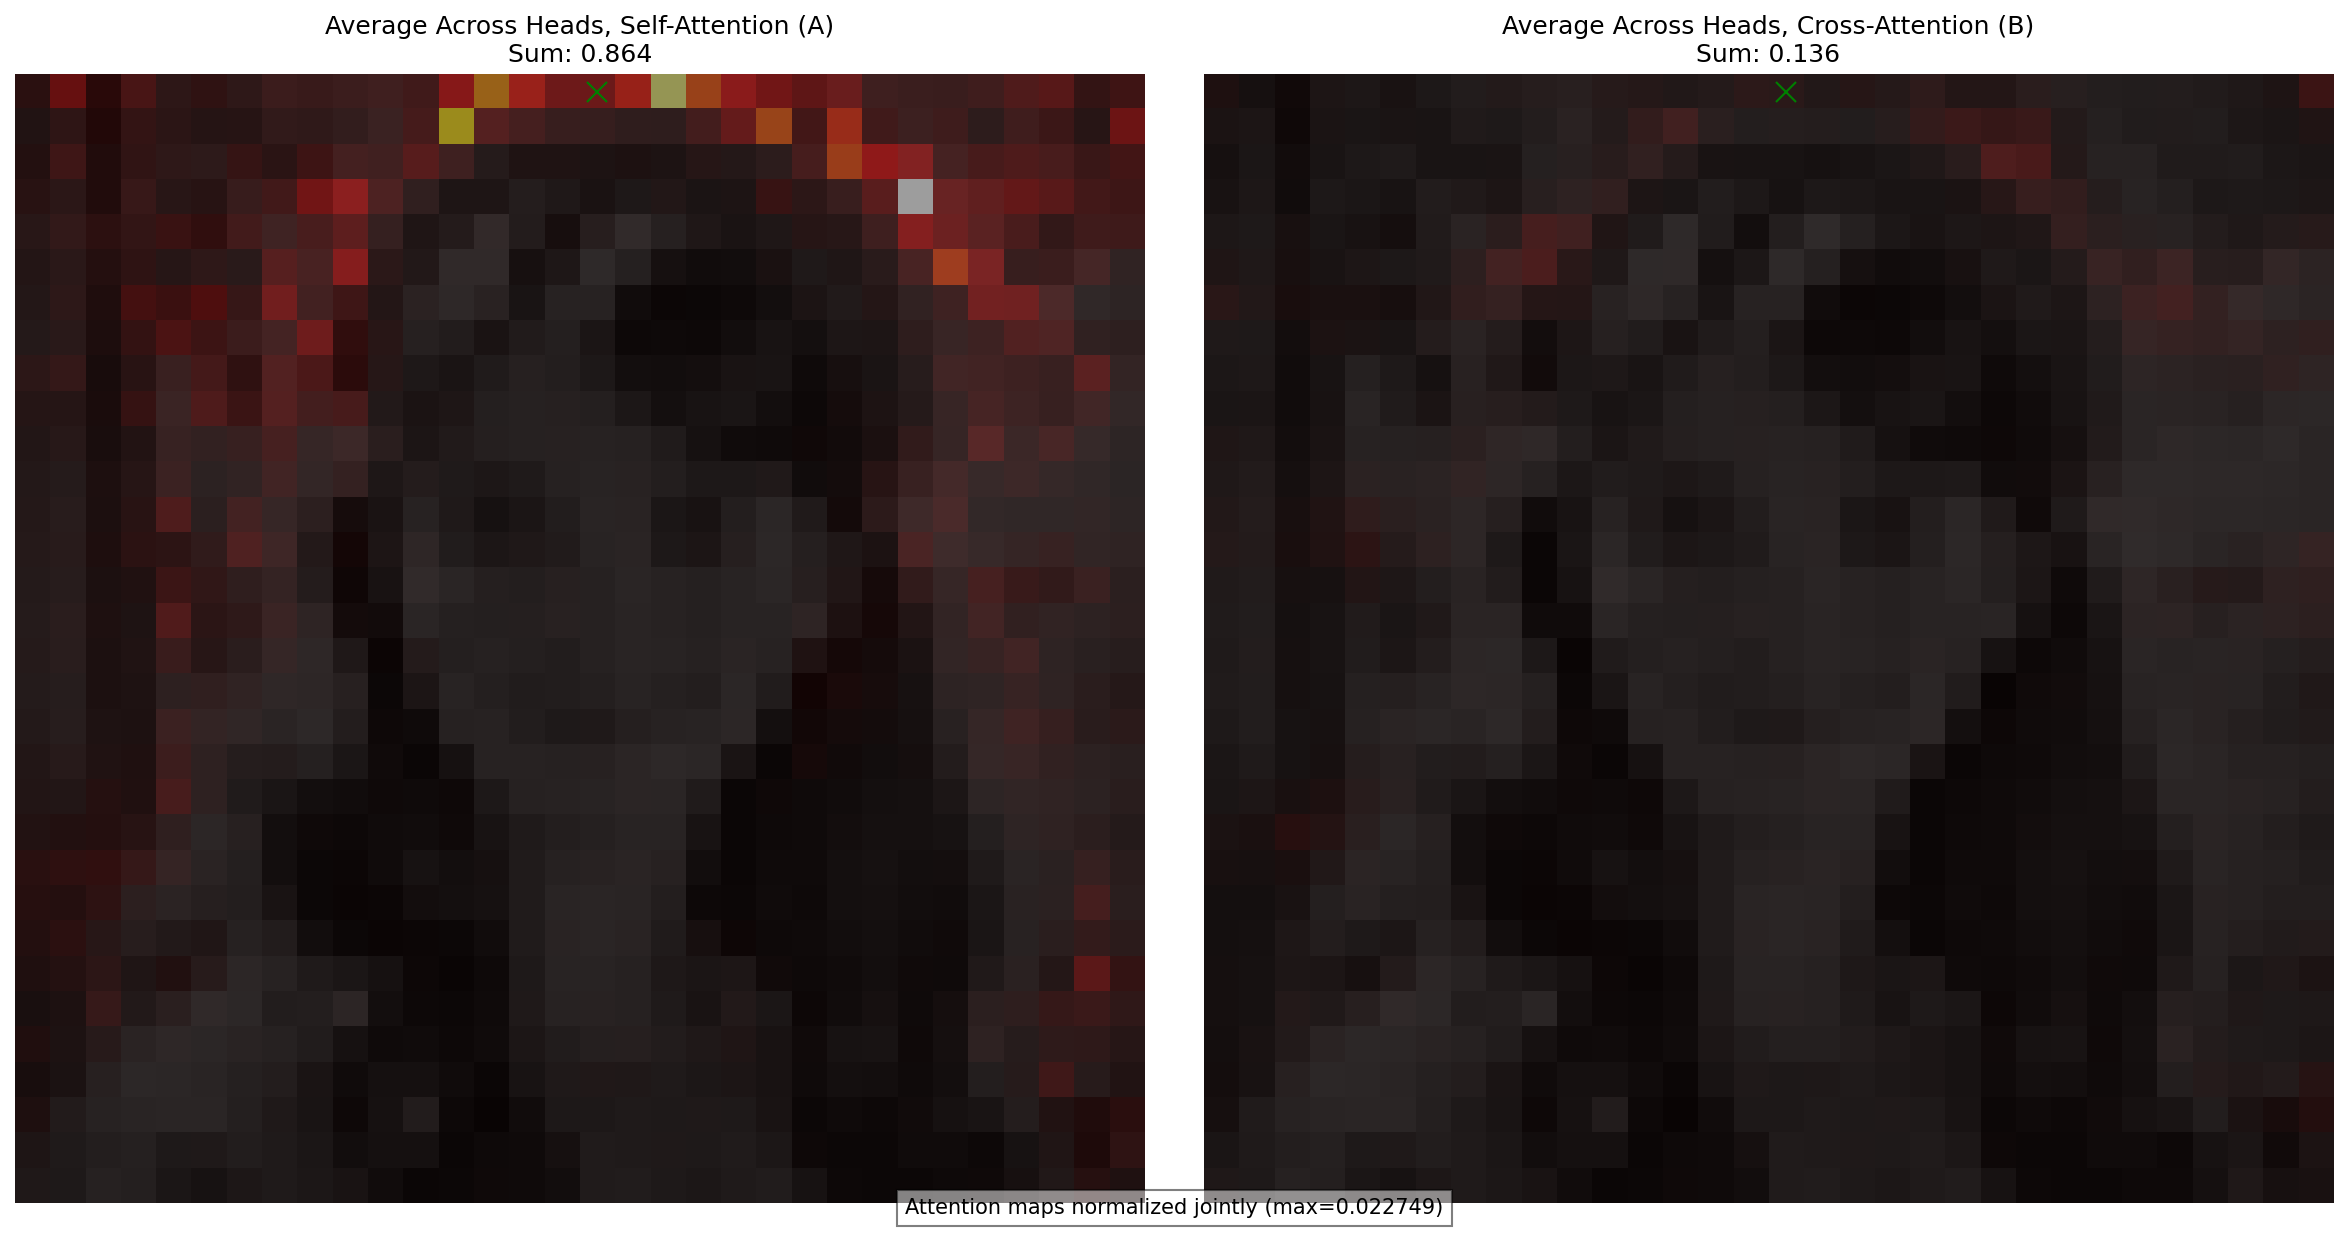 Average Across Heads, Self-Attention (A)
Sum: 0.864
Average Across Heads, Cross-Attention (B)
Sum: 0.136
Attention maps normalized jointly (max=0.022749)